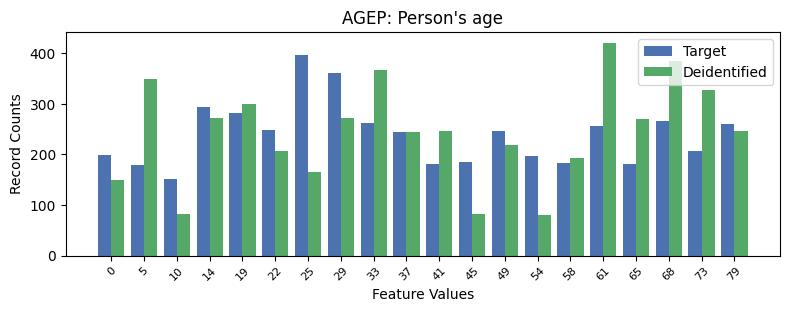 AGEP: Person's age
Target
Deidentified
Record Counts
400
300
200
100
0
0 5 10 14 19 22 25 29 33 37 41 45 49 54 58 61 65 68 73 79
Feature Values